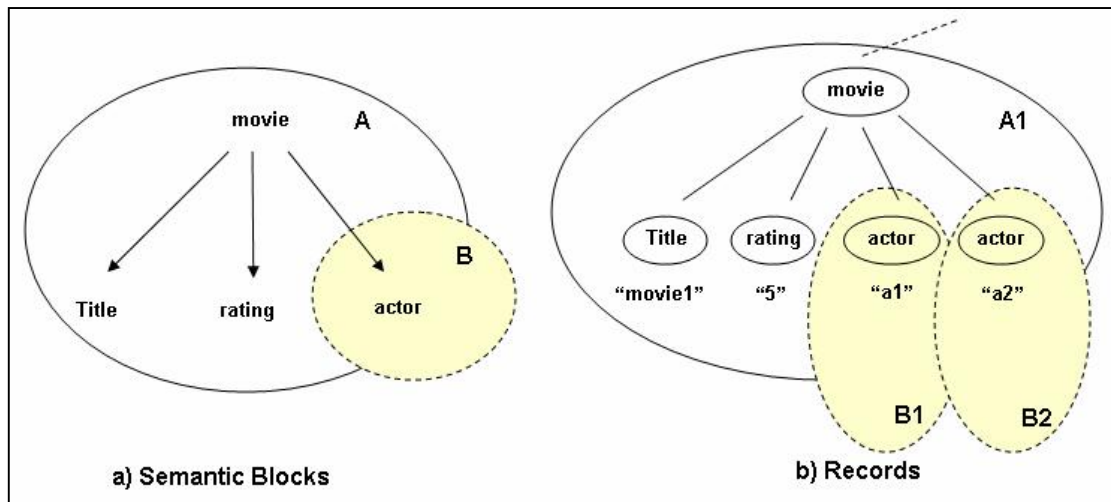 movie
A
B
Title
rating
actor
a) Semantic Blocks
movie
A1
Title
rating
actor
actor
“movie1”
“5”
“a1”
“a2”
B1
B2
b) Records